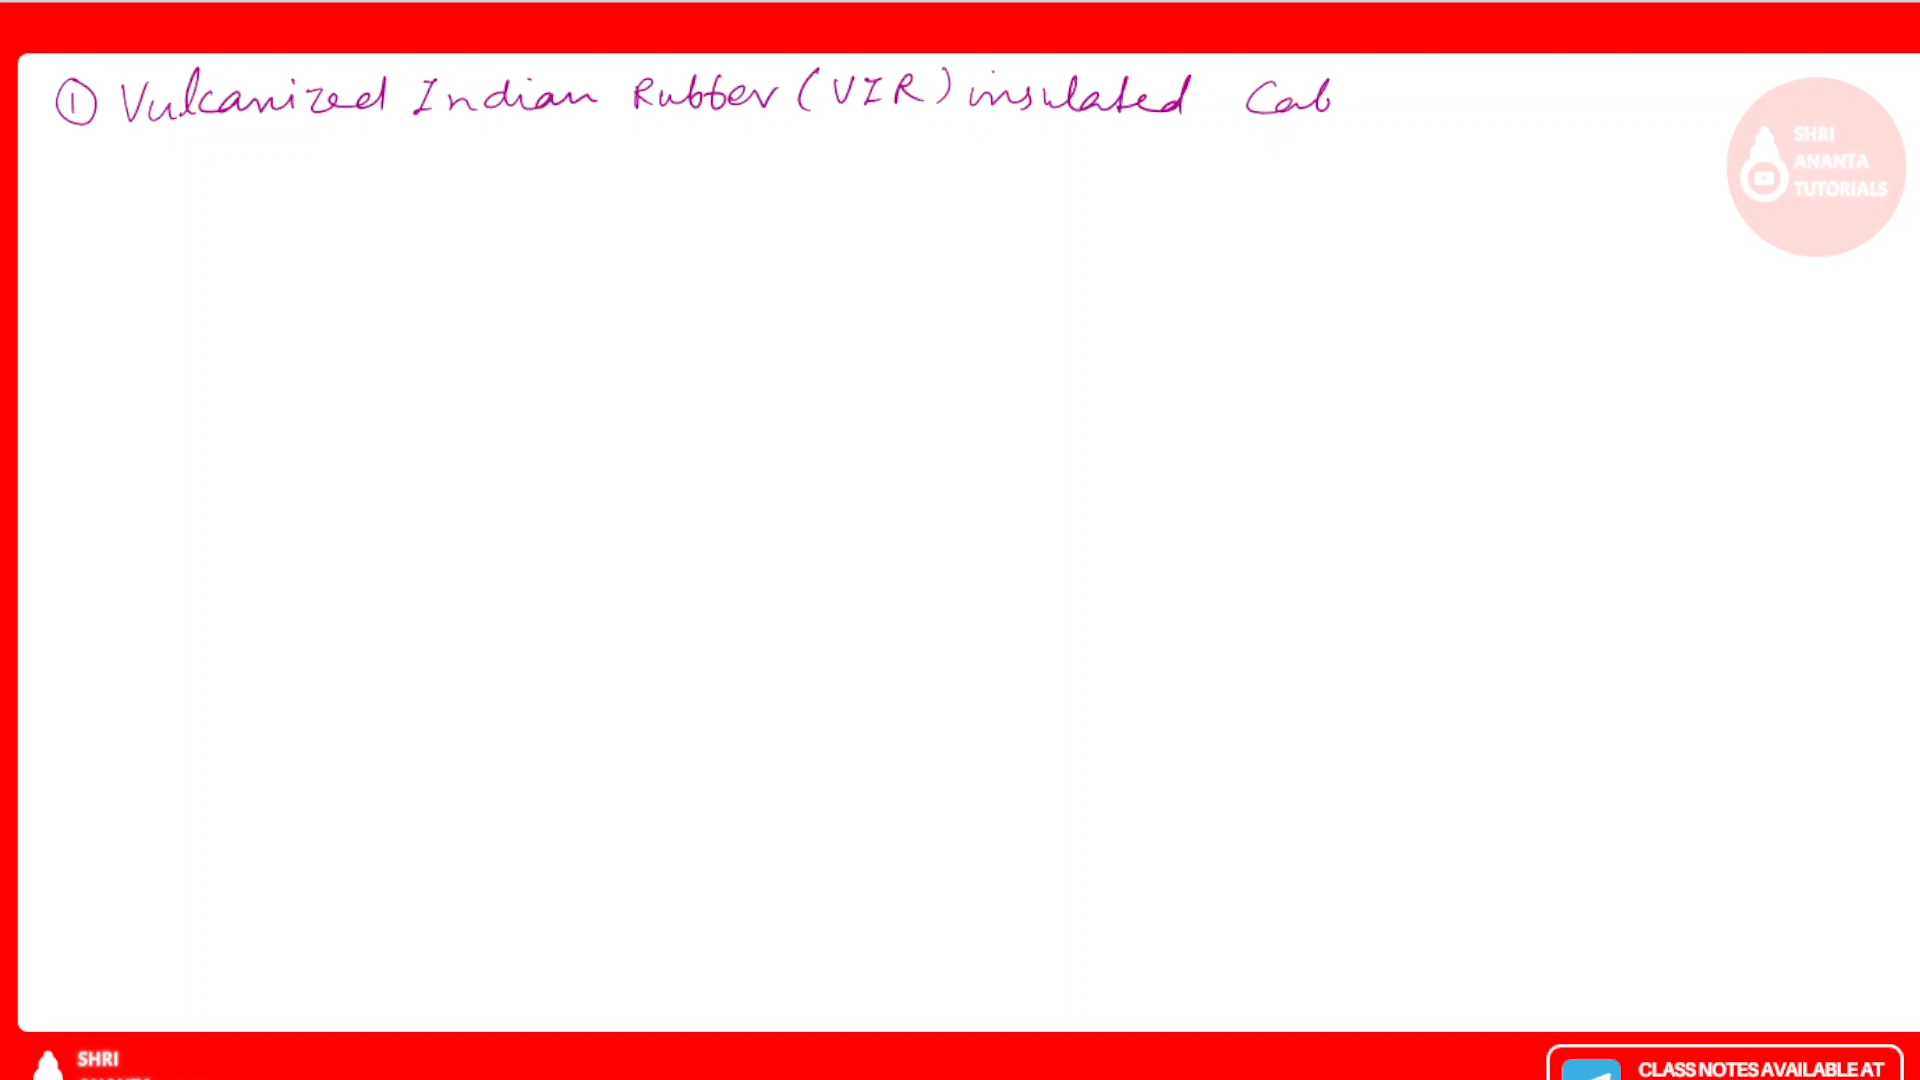 ① Vulcanized Indian Rubber (VIR) insulated Cab
SHRI
ANANTA
TUTORIALS
SHRI
CLASS NOTES AVAILABLE AT